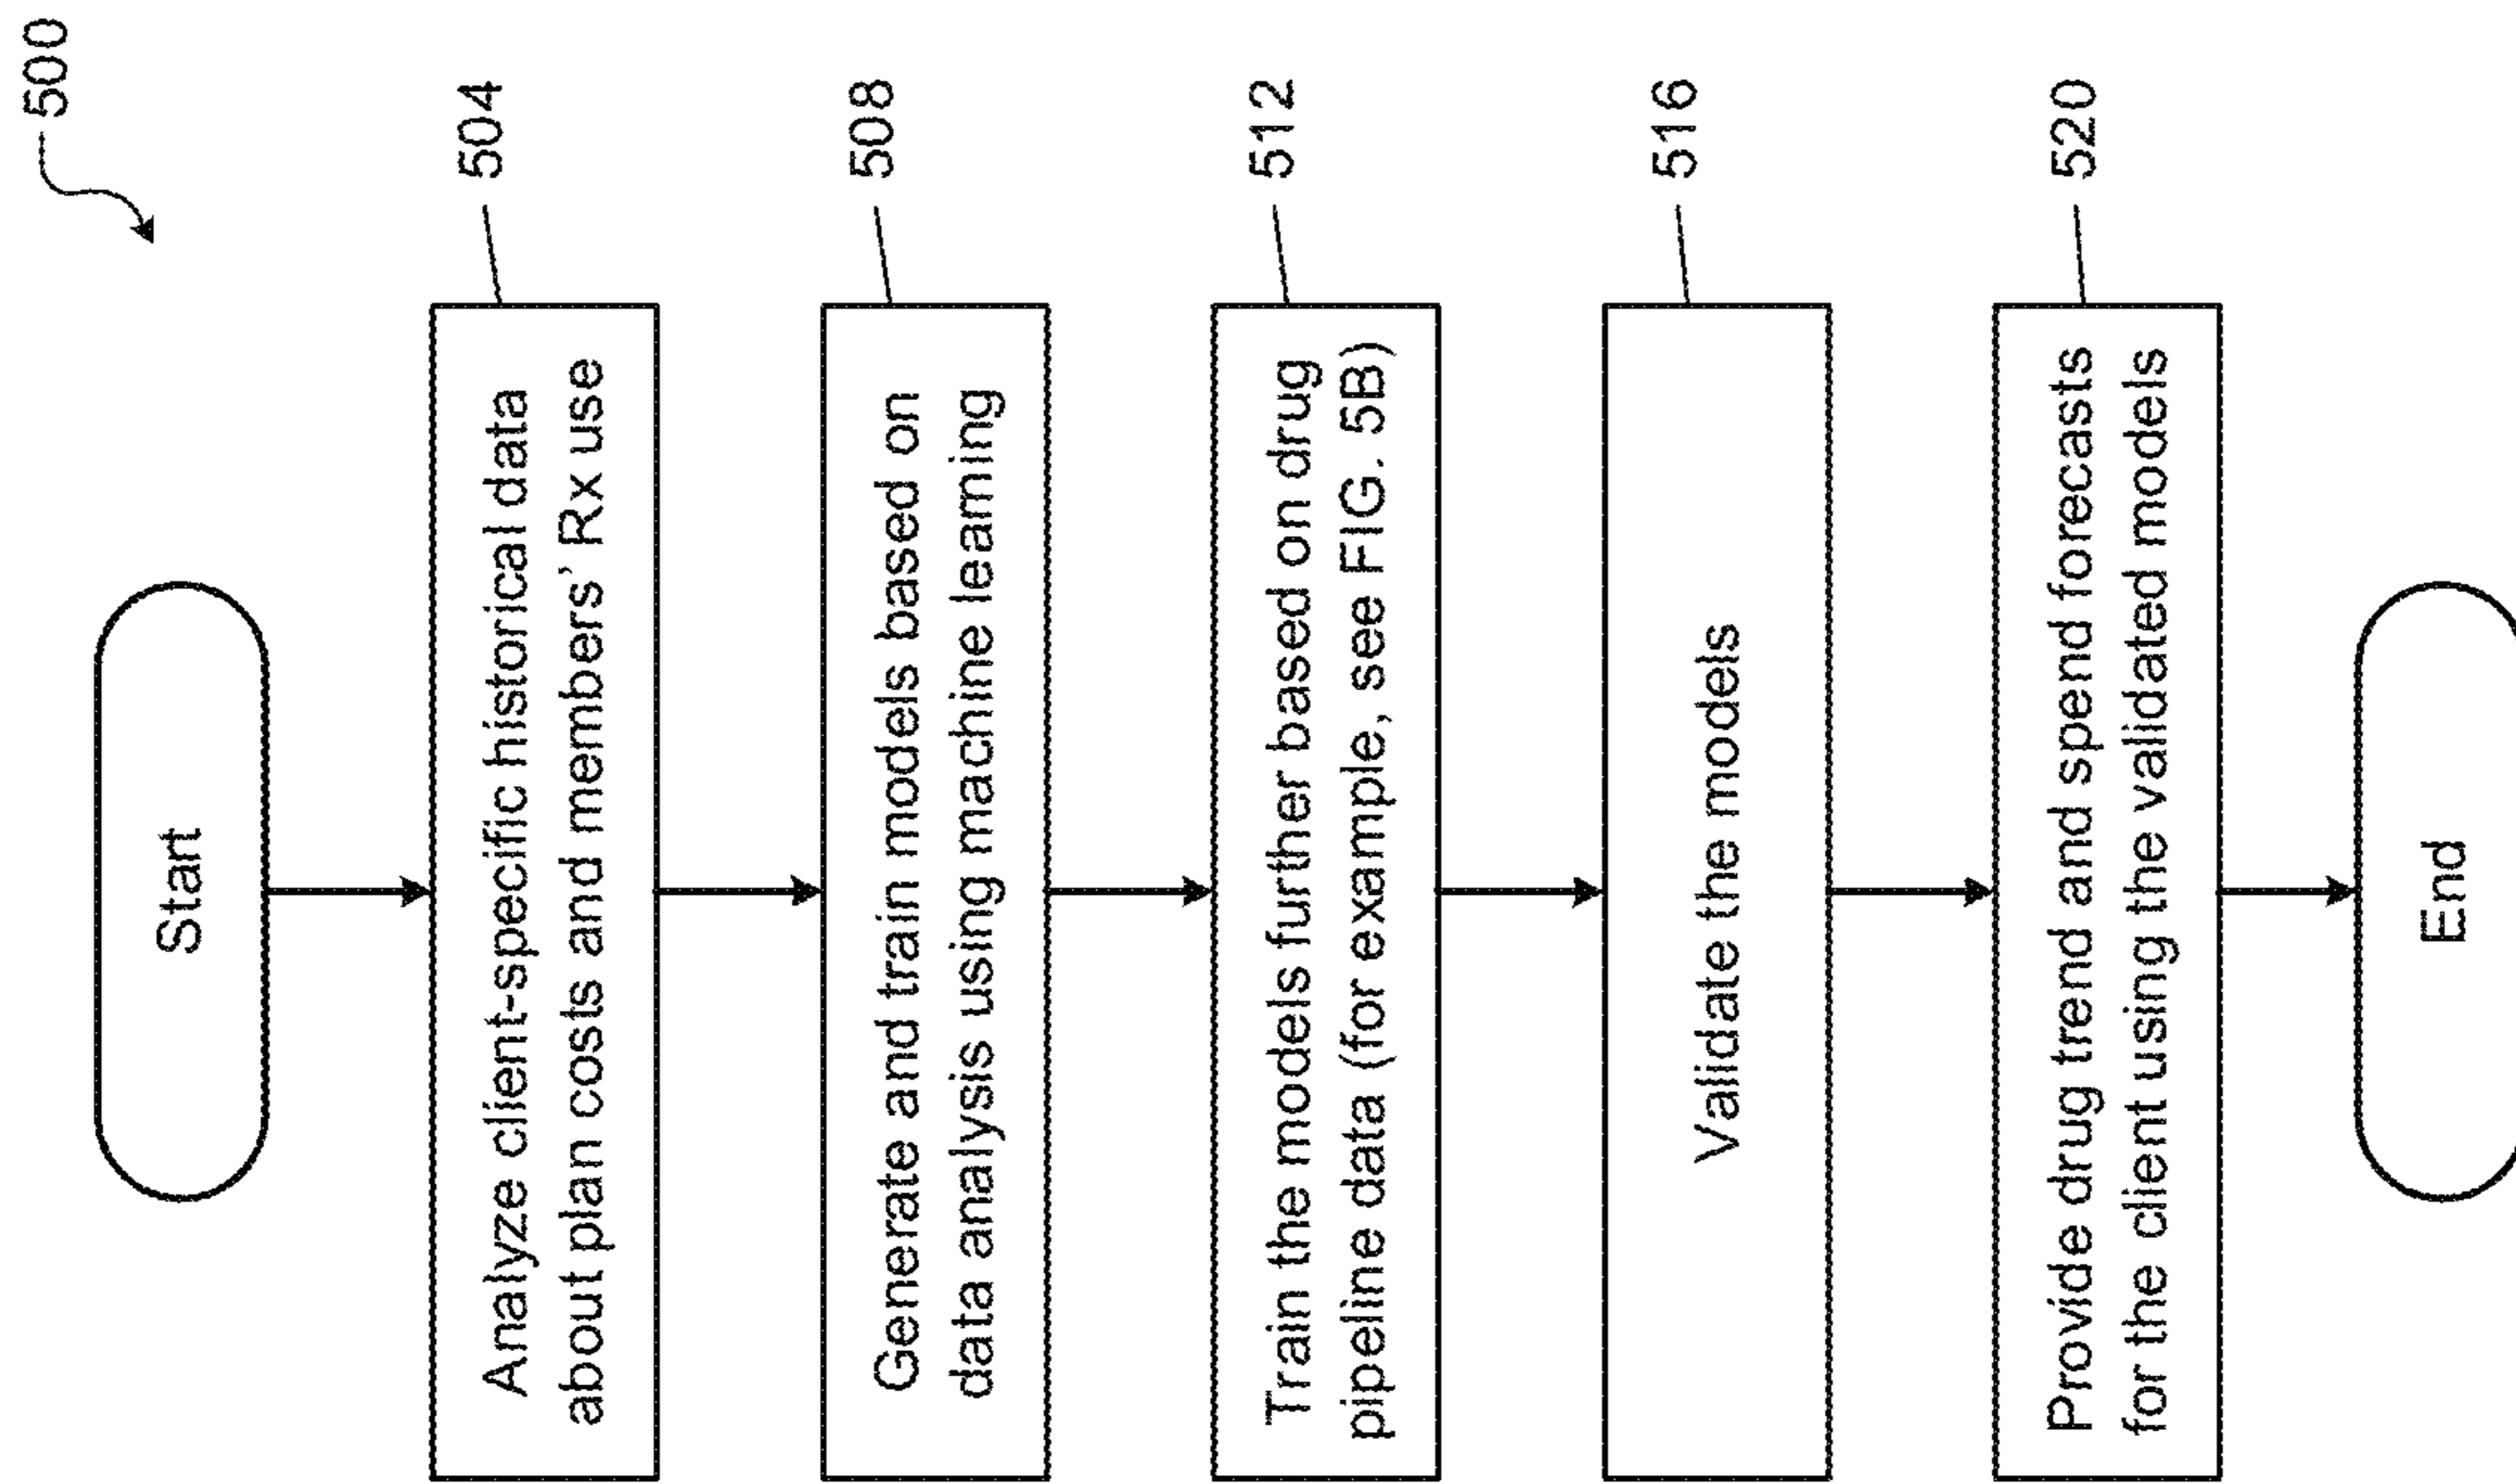 500
Start
504
Analyze client-specific historical data
about plan costs and members' Rx use
508
Generate and train models based on
data analysis using machine learning
512
Train the models further based on drug
pipeline data (for example, see FIG. 5B)
516
Validate the models
520
Provide drug trend and spend forecasts
for the client using the validated models
End